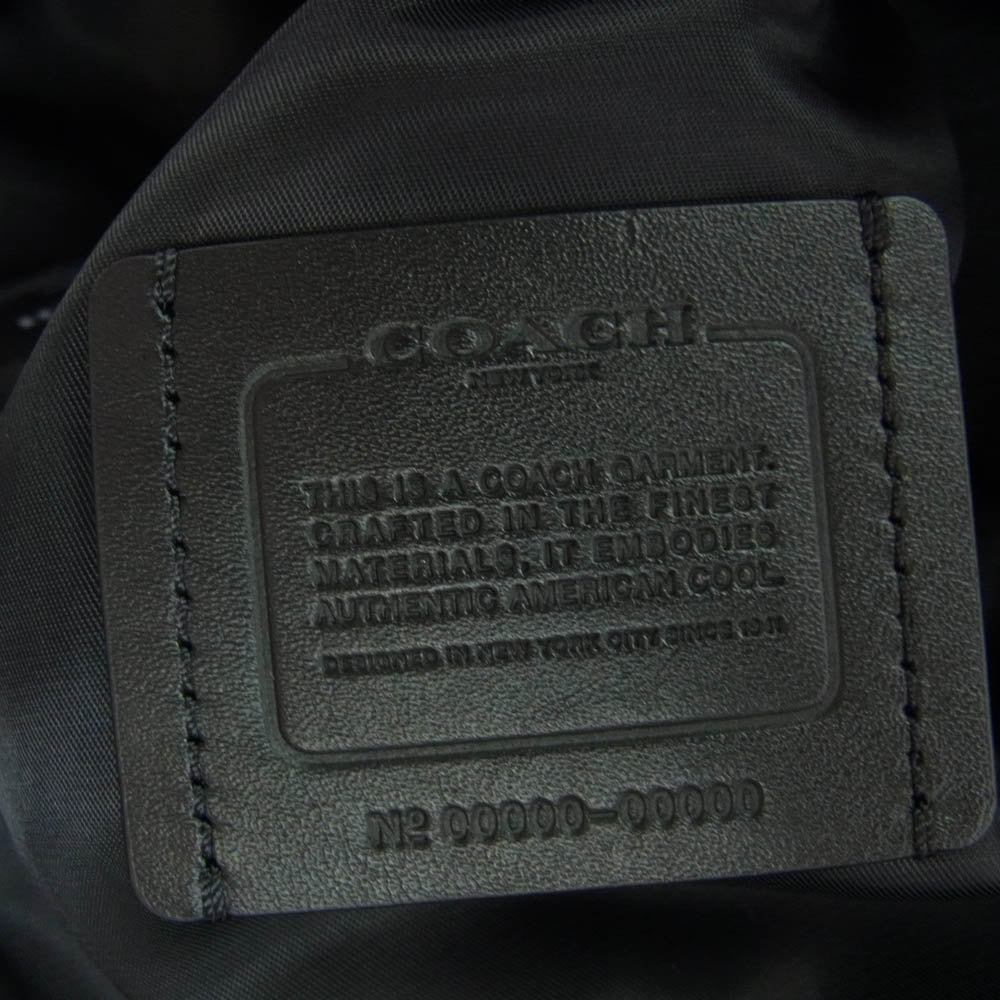 COACH
NEW YORK
THIS IS A COACH GARMENT.
CRAFTED IN THE FINEST
MATERIALS, IT EMBODIES
AUTHENTIC AMERICAN COOL.
DESIGNED IN NEW YORK CITY SINCE 1941
Nº 00000-00000